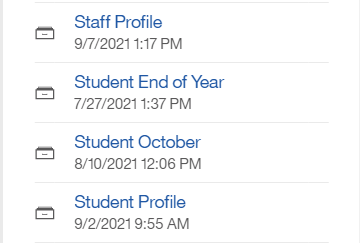 Staff Profile
9/7/2021 1:17 PM
Student End of Year
7/27/2021 1:37 PM
Student October
8/10/2021 12:06 PM
Student Profile
9/2/2021 9:55 AM